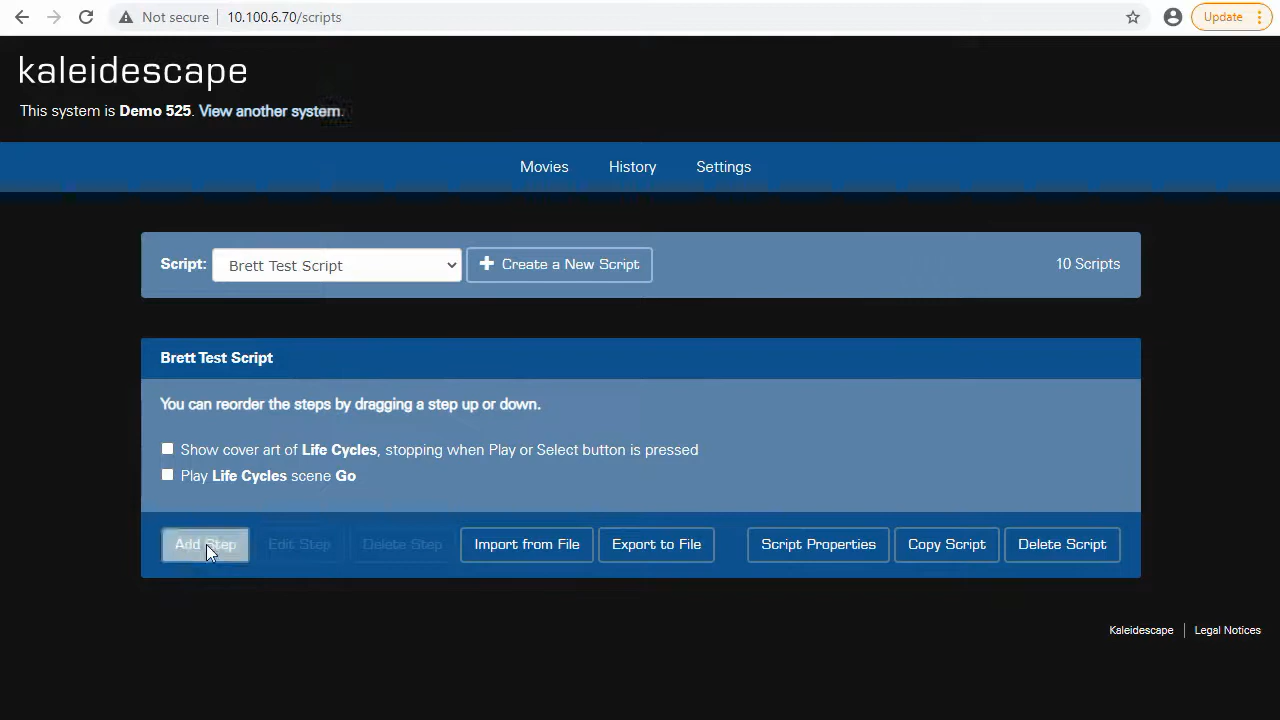 Not secure
10.100.6.70/scripts
Update
kaleidescape
This system is Demo 525. View another system.
Movies
History
Settings
Script:
Brett Test Script
Create a New Script
10 Scripts
Brett Test Script
You can reorder the steps by dragging a step up or down.
Show cover art of Life Cycles, stopping when Play or Select button is pressed
Play Life Cycles scene Go
Add Step
Edit Step
Delete Step
Import from File
Export to File
Script Properties
Copy Script
Delete Script
Kaleidescape
Legal Notices